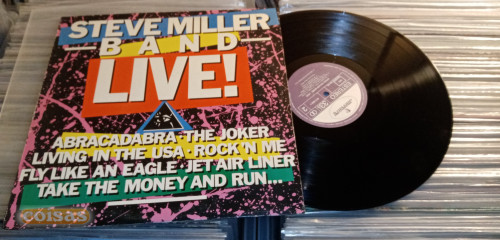 STEVE MILLER
BAND
LIVE!
ABRACADABRA·THE JOKER
LIVING IN THE USA·ROCK'N ME
FLY LIKE AN EAGLE·JET AIR LINER
TAKE THE MONEY AND RUN...
coisas